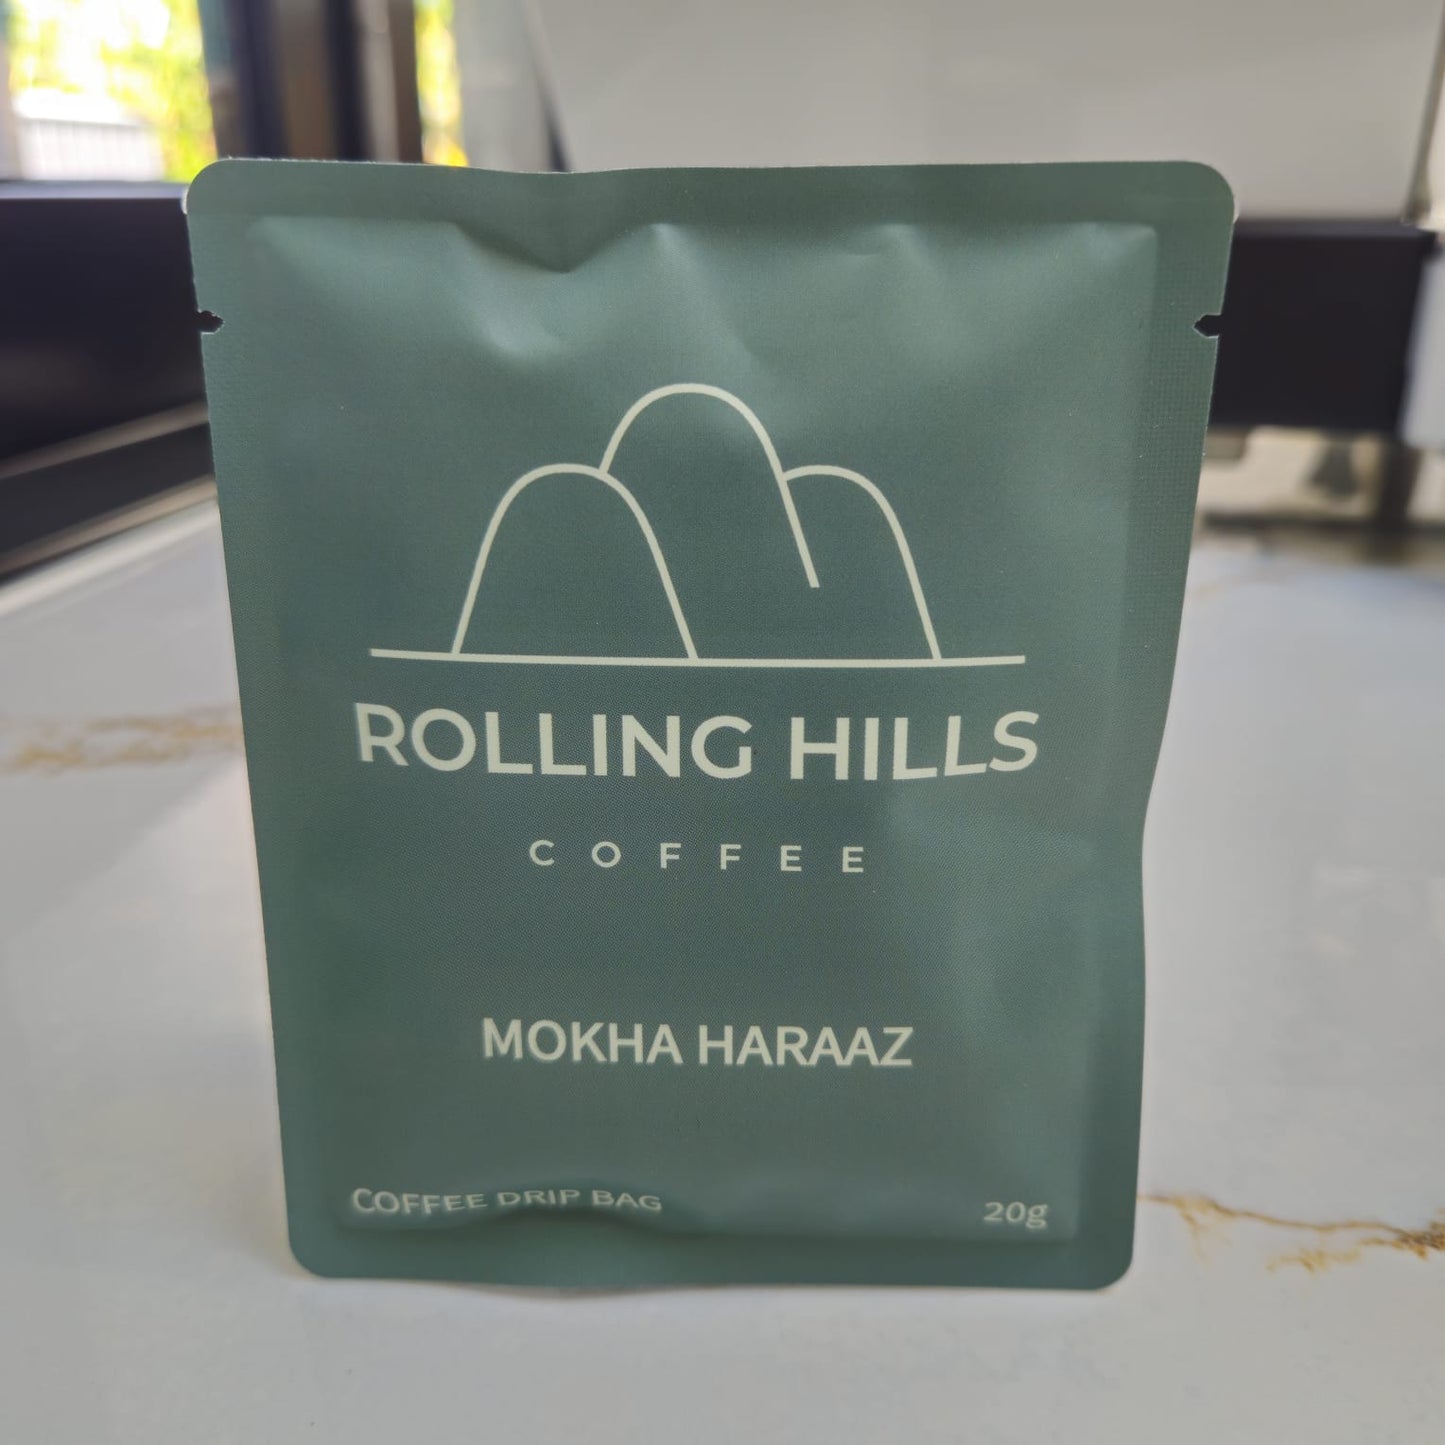 ROLLING HILLS
COFFEE
MOKHA HARAAZ
COFFEE DRIP BAG
20g